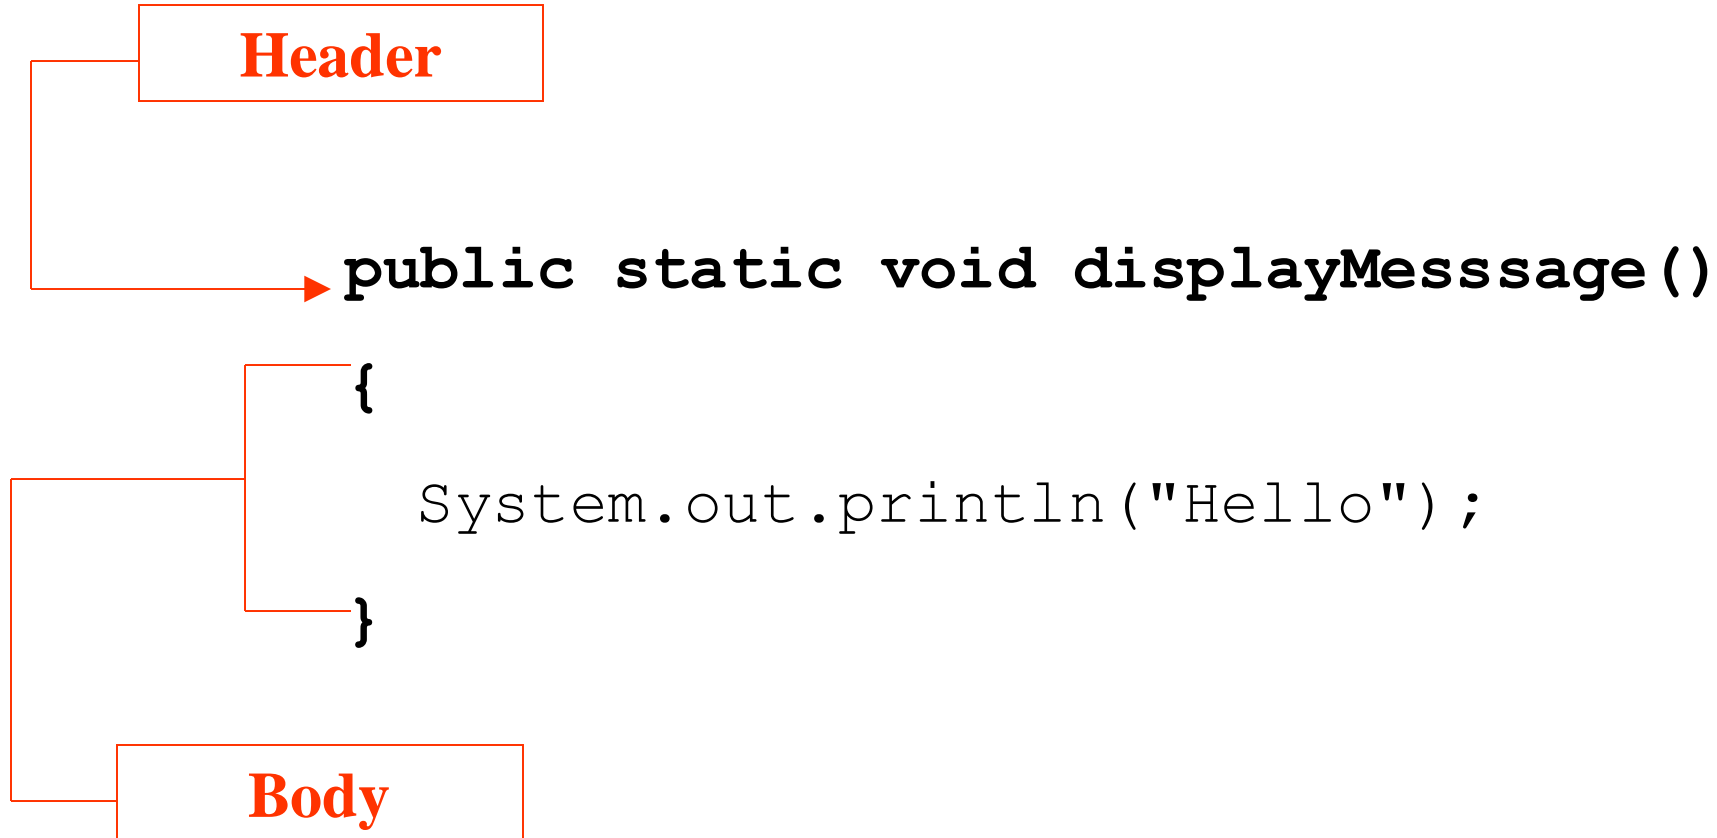 Header
public static void displayMesssage()
{
System.out.println("Hello");
}
Body